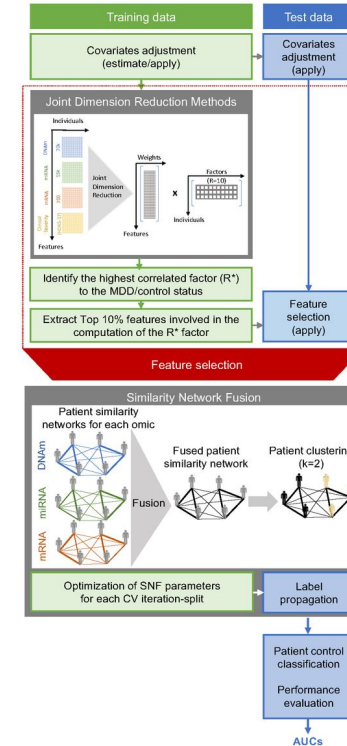 Training data
Test data
Covariates adjustment
(estimate/apply)
Covariates
adjustment
(apply)
Joint Dimension Reduction Methods
Individuals
DNAm
miRNA
mRNA
Features
Joint
Dimension
Reduction
Weights
Features
x
Factors
(R=10)
Individuals
Identify the highest correlated factor (R*)
to the MDD/control status
Extract Top 10% features involved in the
computation of the R* factor
Feature
selection
(apply)
Feature selection
Similarity Network Fusion
Patient similarity
networks for each omic
DNAm
miRNA
mRNA
Fusion
Fused patient
similarity network
Patient clustering
(k=2)
Optimization of SNF parameters
for each CV iteration-split
Label
propagation
Patient control
classification
Performance
evaluation
AUCs